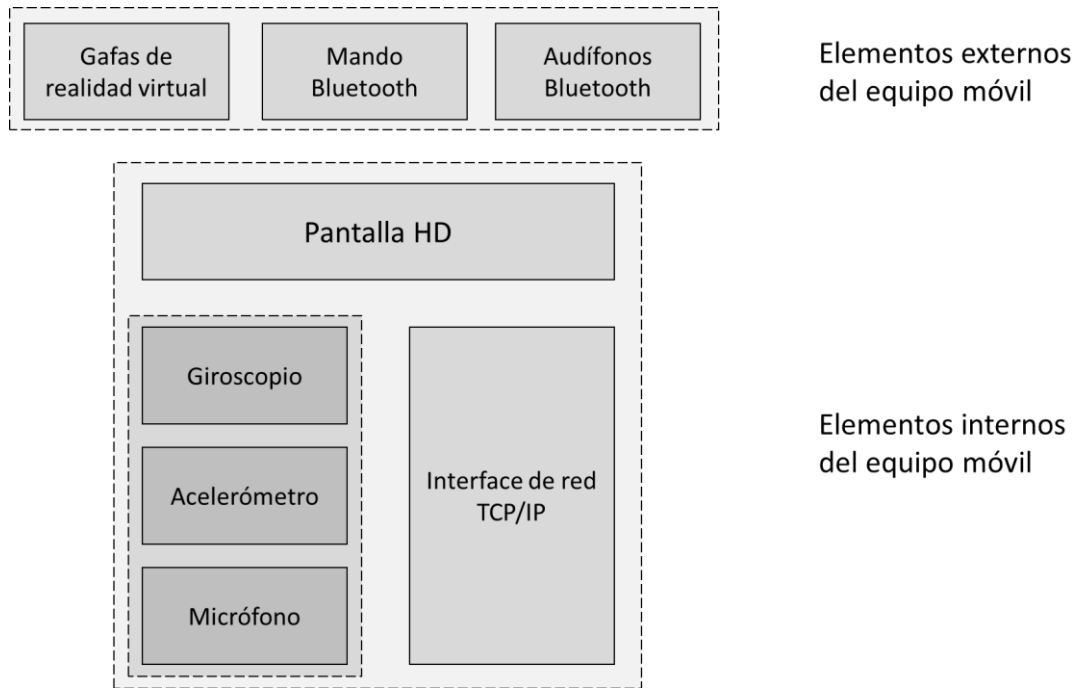 Gafas de
realidad virtual
Mando
Bluetooth
Audífonos
Bluetooth
Elementos externos
del equipo móvil
Pantalla HD
Giroscopio
Acelerómetro
Micrófono
Interface de red
TCP/IP
Elementos internos
del equipo móvil